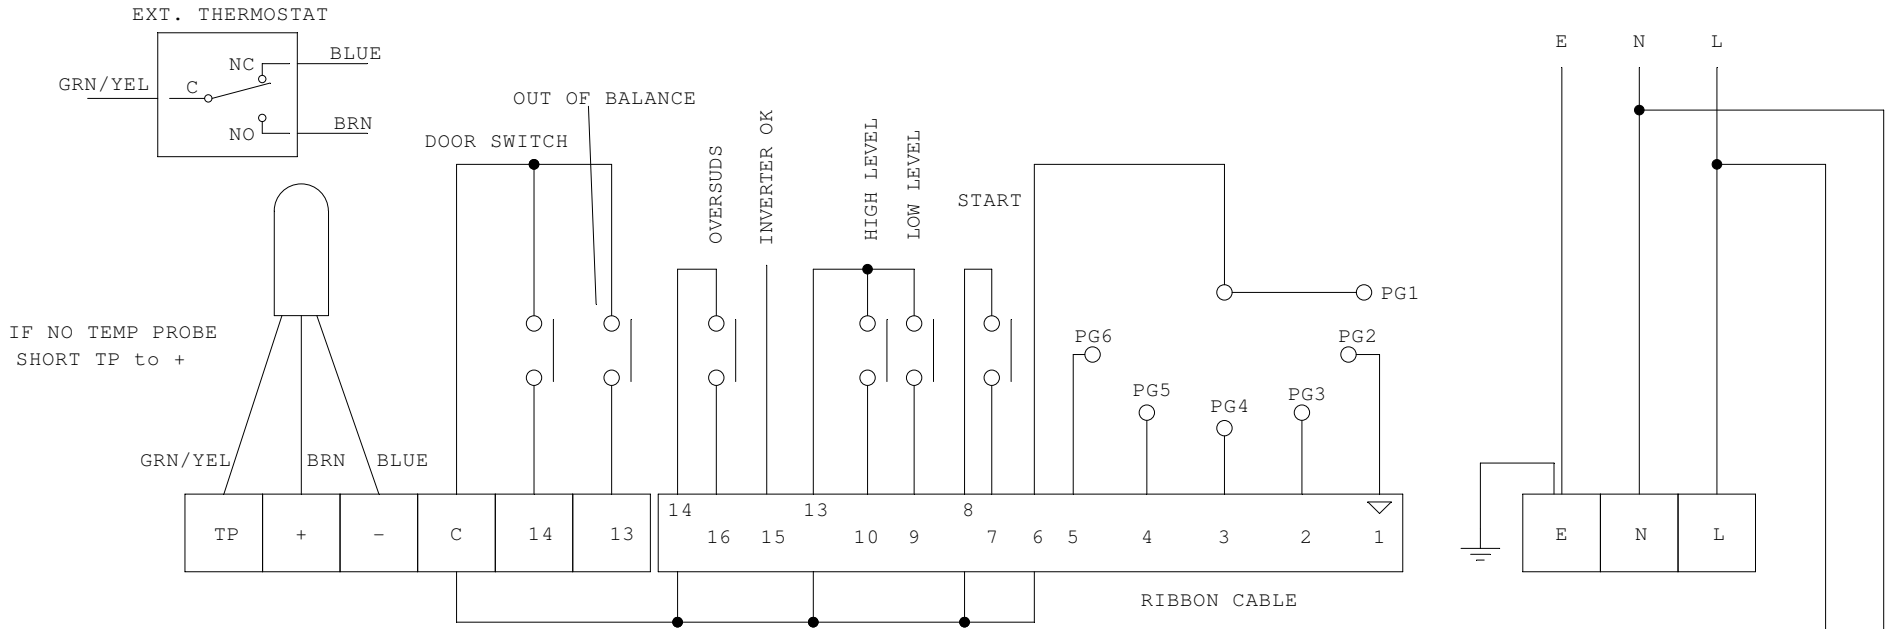 EXT. THERMOSTAT
NC
BLUE
GRN/YEL
C
NO
BRN
OUT OF BALANCE
DOOR SWITCH
OVERSUDS
INVERTER OK
HIGH LEVEL
LOW LEVEL
START
E N L
PG1
PG6
PG2
PG5
PG4
PG3
IF NO TEMP PROBE
SHORT TP to +
GRN/YEL
BRN
BLUE
TP + - C 14 13
14 13 8
16 15 10 9 7 6 5 4 3 2 1
E N L
RIBBON CABLE